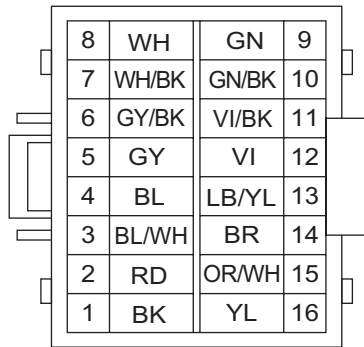 8 WH GN 9
7 WH/BK GN/BK 10
6 GY/BK VI/BK 11
5 GY VI 12
4 BL LB/YL 13
3 BL/WH BR 14
2 RD OR/WH 15
1 BK YL 16